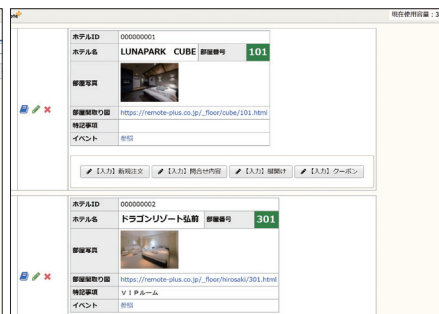 現在使用容量：3
ホテルID 000000001
ホテル名 LUNAPARK CUBE 部屋番号 101
部屋写真
部屋間取り図 https://remote-plus.co.jp/_floor/cube/101.html
特記事項
イベント 参照
【入力】新規注文 【入力】問合せ内容 【入力】鍵開け 【入力】クーポン
ホテルID 000000002
ホテル名 ドラゴンリゾート弘前 部屋番号 301
部屋写真
部屋間取り図 https://remote-plus.co.jp/_floor/hirosaki/301.html
特記事項 ＶＩＰルーム
イベント 参照